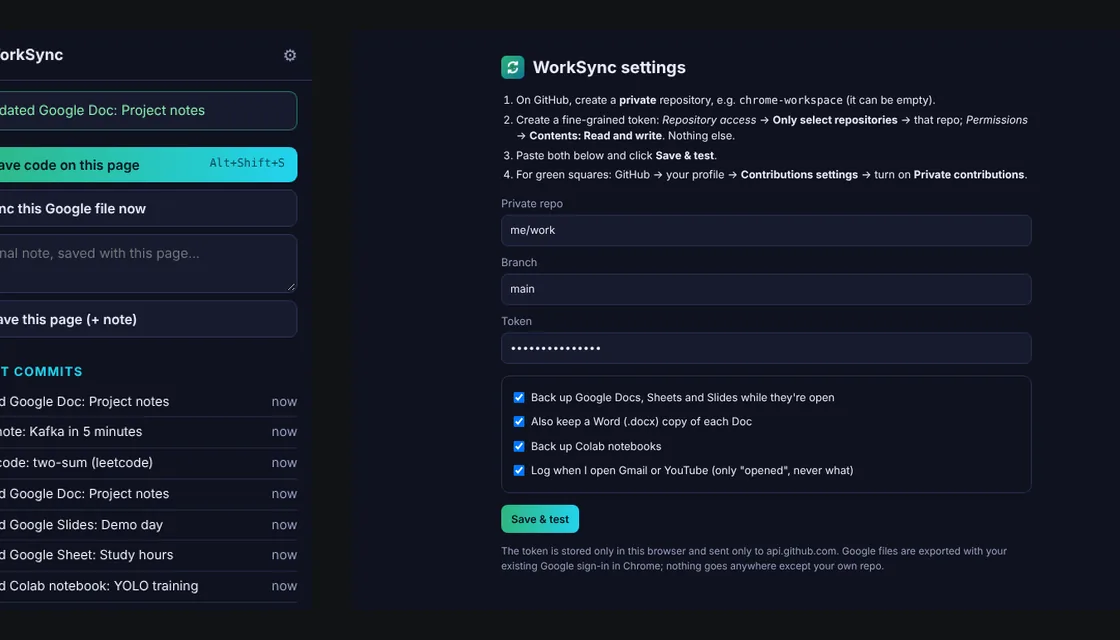 orkSync
dated Google Doc: Project notes
ave code on this page Alt+Shift+S
nc this Google file now
nal note, saved with this page...
ave this page (+ note)
T COMMITS
d Google Doc: Project notes now
note: Kafka in 5 minutes now
code: two-sum (leetcode) now
d Google Doc: Project notes now
d Google Slides: Demo day now
d Google Sheet: Study hours now
d Colab notebook: YOLO training now
WorkSync settings
1. On GitHub, create a private repository, e.g. chrome-workspace (it can be empty).
2. Create a fine-grained token: Repository access → Only select repositories → that repo; Permissions
→ Contents: Read and write. Nothing else.
3. Paste both below and click Save & test.
4. For green squares: GitHub → your profile → Contributions settings → turn on Private contributions.
Private repo
me/work
Branch
main
Token
•••••••••••••••
Back up Google Docs, Sheets and Slides while they're open
Also keep a Word (.docx) copy of each Doc
Back up Colab notebooks
Log when I open Gmail or YouTube (only "opened", never what)
Save & test
The token is stored only in this browser and sent only to api.github.com. Google files are exported with your
existing Google sign-in in Chrome; nothing goes anywhere except your own repo.